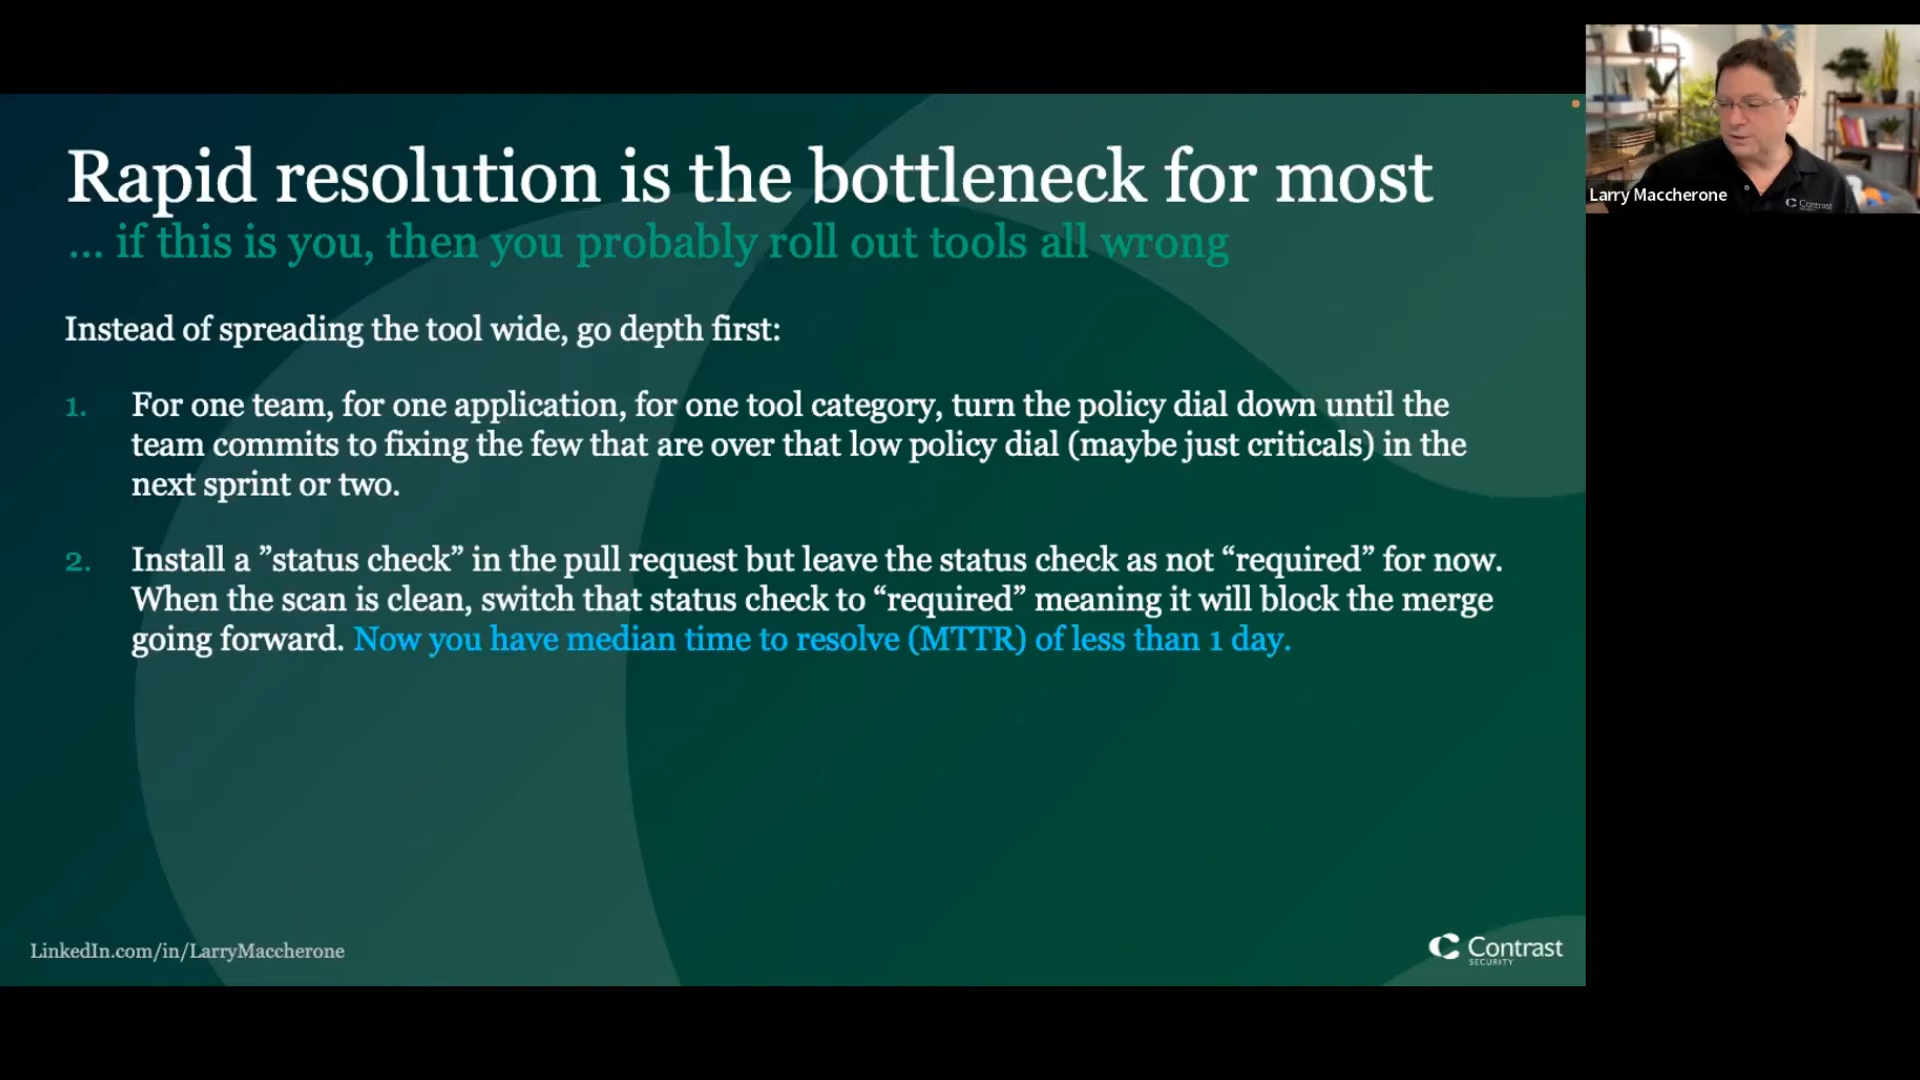 Rapid resolution is the bottleneck for most
... if this is you, then you probably roll out tools all wrong
Instead of spreading the tool wide, go depth first:
1. For one team, for one application, for one tool category, turn the policy dial down until the
team commits to fixing the few that are over that low policy dial (maybe just criticals) in the
next sprint or two.
2. Install a ”status check” in the pull request but leave the status check as not “required” for now.
When the scan is clean, switch that status check to “required” meaning it will block the merge
going forward. Now you have median time to resolve (MTTR) of less than 1 day.
LinkedIn.com/in/LarryMaccherone
Contrast
SECURITY
Larry Maccherone
Contrast